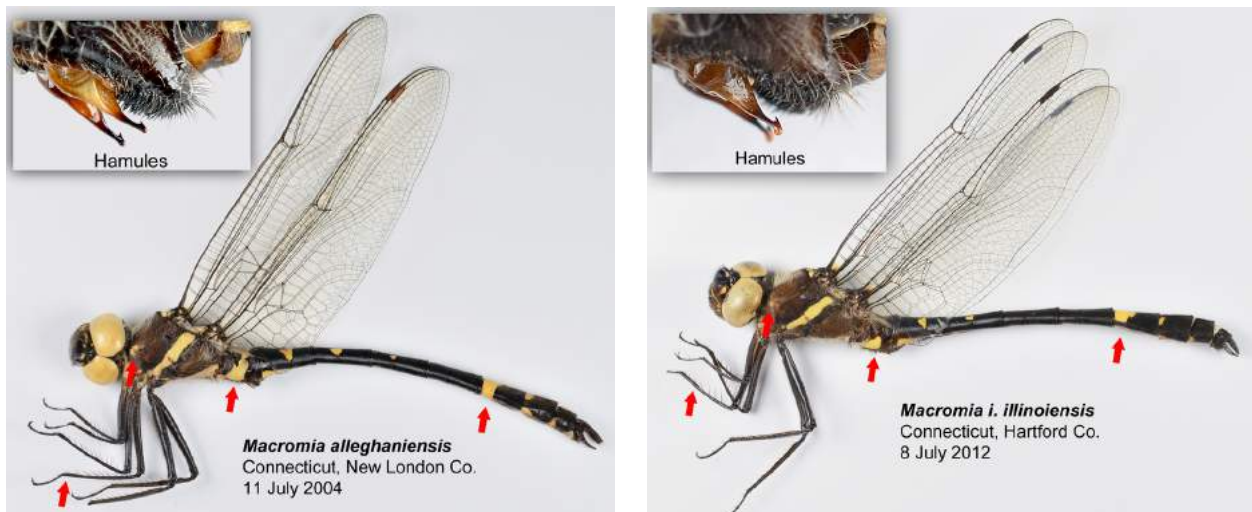 Hamules
Macromia alleghaniensis
Connecticut, New London Co.
11 July 2004
Hamules
Macromia i. illinoiensis
Connecticut, Hartford Co.
8 July 2012